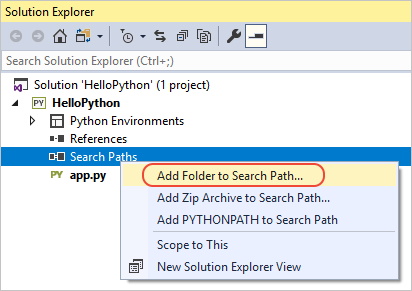 Solution Explorer
Search Solution Explorer (Ctrl+;)
Solution 'HelloPython' (1 project)
PY HelloPython
Python Environments
References
Search Paths
PY app.py
Add Folder to Search Path...
Add Zip Archive to Search Path...
Add PYTHONPATH to Search Path
Scope to This
New Solution Explorer View